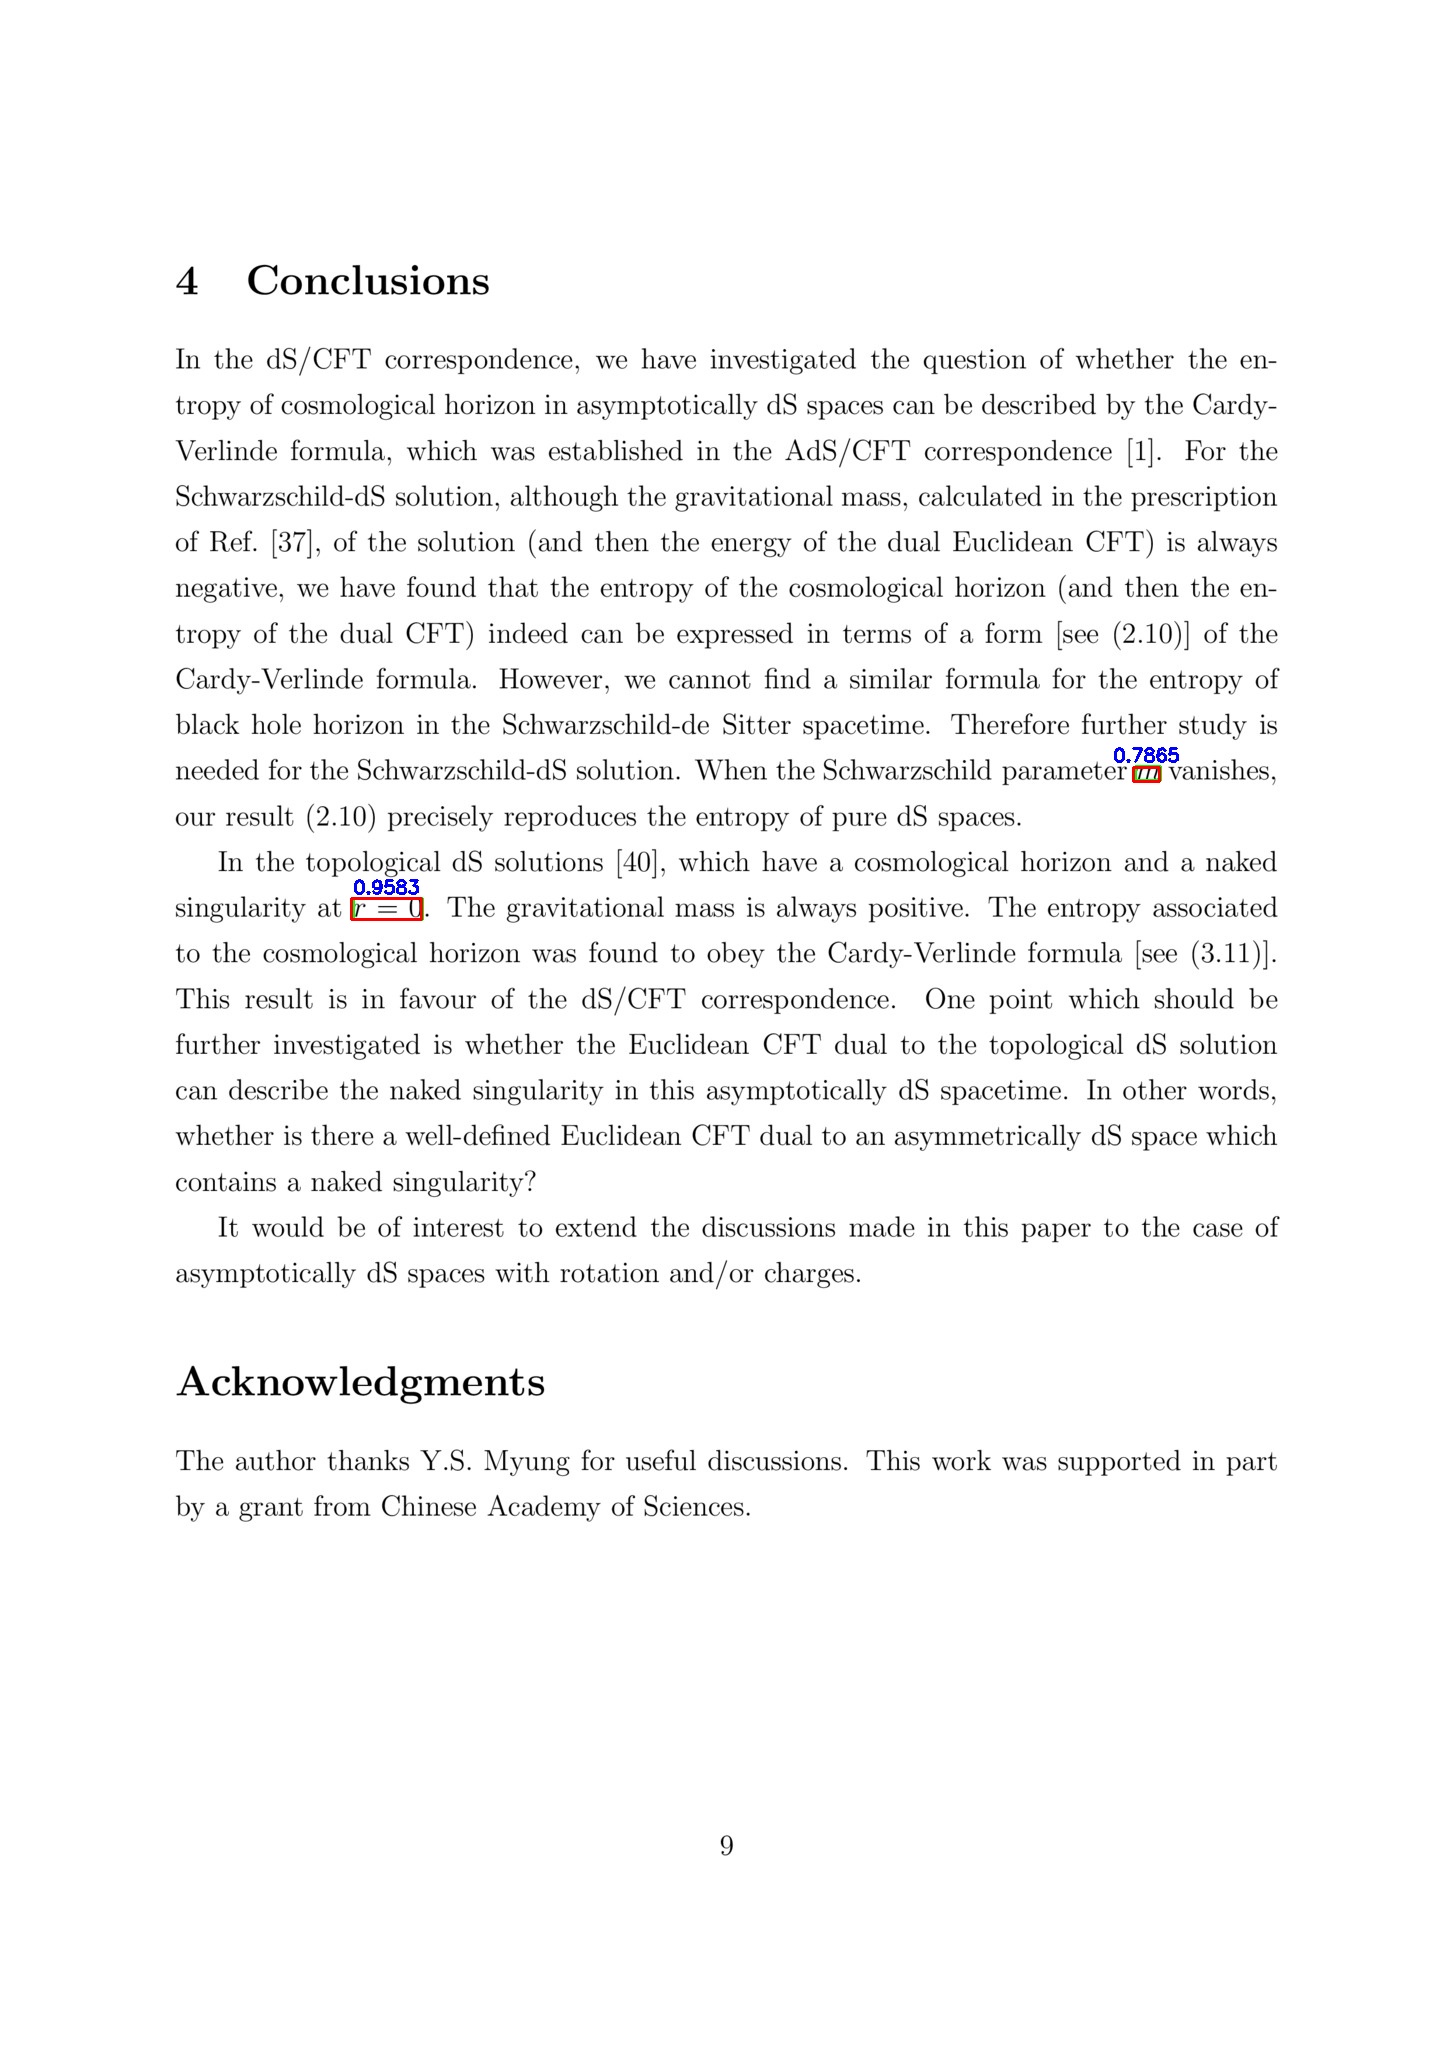 4 Conclusions
In the dS/CFT correspondence, we have investigated the question of whether the en-
tropy of cosmological horizon in asymptotically dS spaces can be described by the Cardy-
Verlinde formula, which was established in the AdS/CFT correspondence [1]. For the
Schwarzschild-dS solution, although the gravitational mass, calculated in the prescription
of Ref. [37], of the solution (and then the energy of the dual Euclidean CFT) is always
negative, we have found that the entropy of the cosmological horizon (and then the en-
tropy of the dual CFT) indeed can be expressed in terms of a form [see (2.10)] of the
Cardy-Verlinde formula. However, we cannot find a similar formula for the entropy of
black hole horizon in the Schwarzschild-de Sitter spacetime. Therefore further study is
0.7865
needed for the Schwarzschild-dS solution. When the Schwarzschild parameter m vanishes,
our result (2.10) precisely reproduces the entropy of pure dS spaces.
In the topological dS solutions [40], which have a cosmological horizon and a naked
0.9583
singularity at r = 0. The gravitational mass is always positive. The entropy associated
to the cosmological horizon was found to obey the Cardy-Verlinde formula [see (3.11)].
This result is in favour of the dS/CFT correspondence. One point which should be
further investigated is whether the Euclidean CFT dual to the topological dS solution
can describe the naked singularity in this asymptotically dS spacetime. In other words,
whether is there a well-defined Euclidean CFT dual to an asymmetrically dS space which
contains a naked singularity?
It would be of interest to extend the discussions made in this paper to the case of
asymptotically dS spaces with rotation and/or charges.
Acknowledgments
The author thanks Y.S. Myung for useful discussions. This work was supported in part
by a grant from Chinese Academy of Sciences.
9